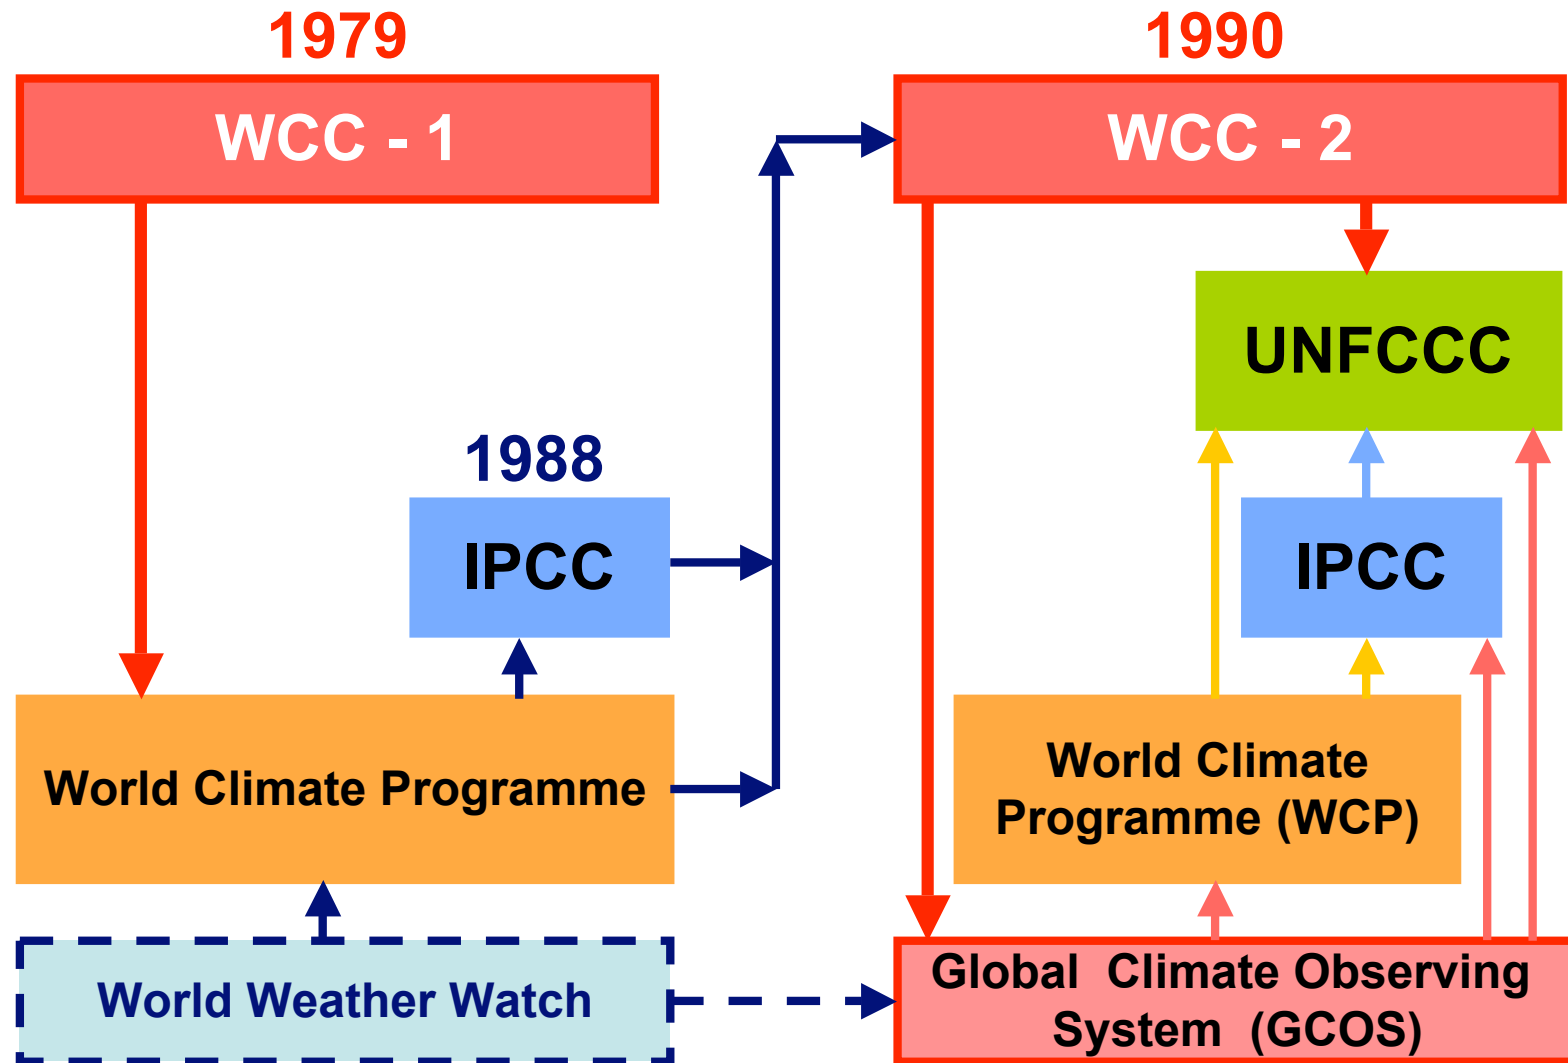 1979
WCC - 1
1988
IPCC
World Climate Programme
World Weather Watch
1990
WCC - 2
UNFCCC
IPCC
World Climate
Programme (WCP)
Global Climate Observing
System (GCOS)